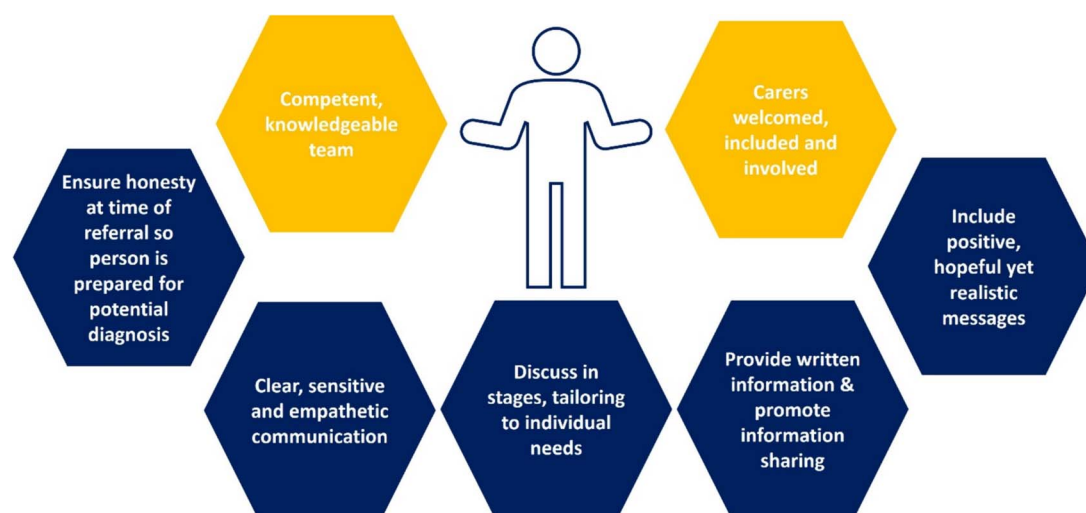 Competent,
knowledgeable
team
Carers
welcomed,
included and
involved
Ensure honesty
at time of
referral so
person is
prepared for
potential
diagnosis
Clear, sensitive
and empathetic
communication
Discuss in
stages, tailoring
to individual
needs
Provide written
information &
promote
information
sharing
Include
positive,
hopeful yet
realistic
messages